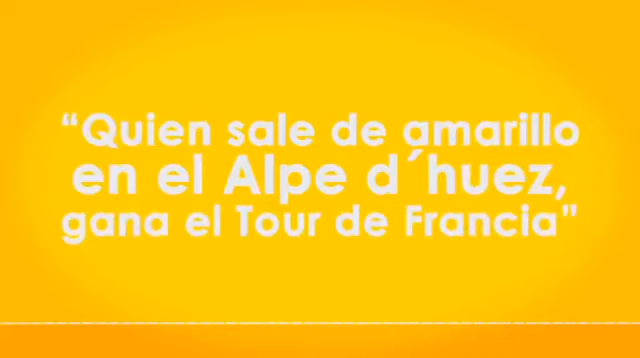 “Quien sale de amarillo
en el Alpe d´huez,
gana el Tour de Francia”